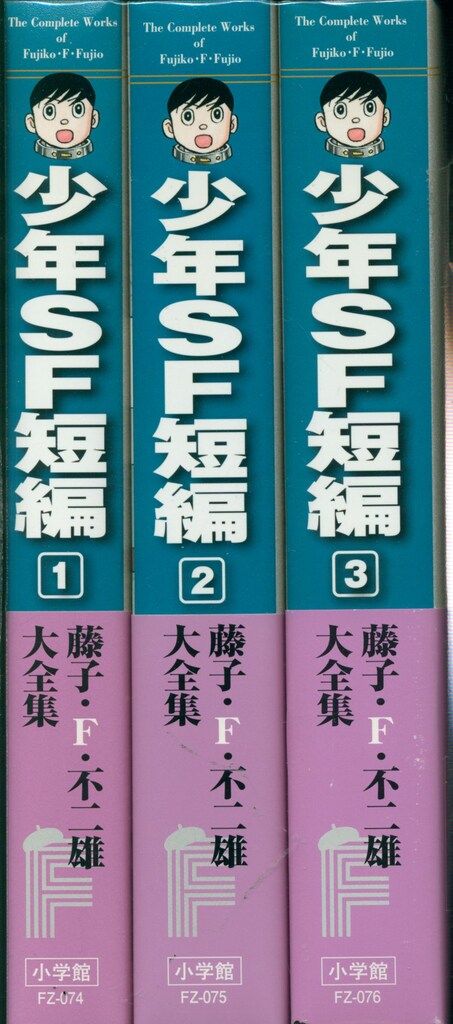 The Complete Works
of
Fujiko・F・Fujio
少年SF短編
1
藤子・F・不二雄
大全集
小学館
FZ-074
The Complete Works
of
Fujiko・F・Fujio
少年SF短編
2
藤子・F・不二雄
大全集
小学館
FZ-075
The Complete Works
of
Fujiko・F・Fujio
少年SF短編
3
藤子・F・不二雄
大全集
小学館
FZ-076